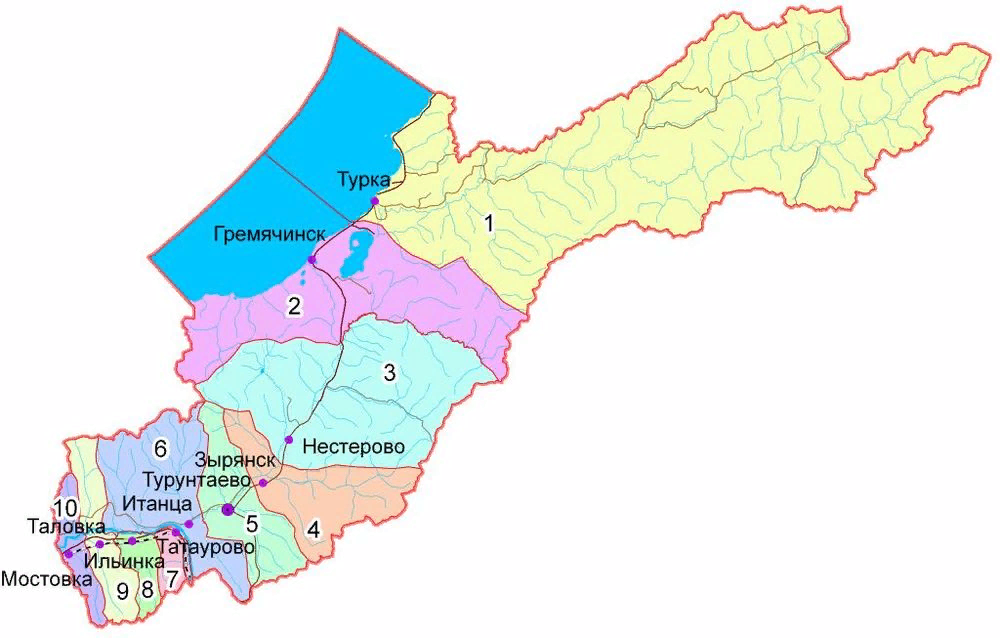 Турка
1
Гремячинск
2
3
Нестерово
6
Зырянск
Турунтаево
10
Итанца
5
4
Таловка
Татаурово
Ильинка
Мостовка
7
9
8